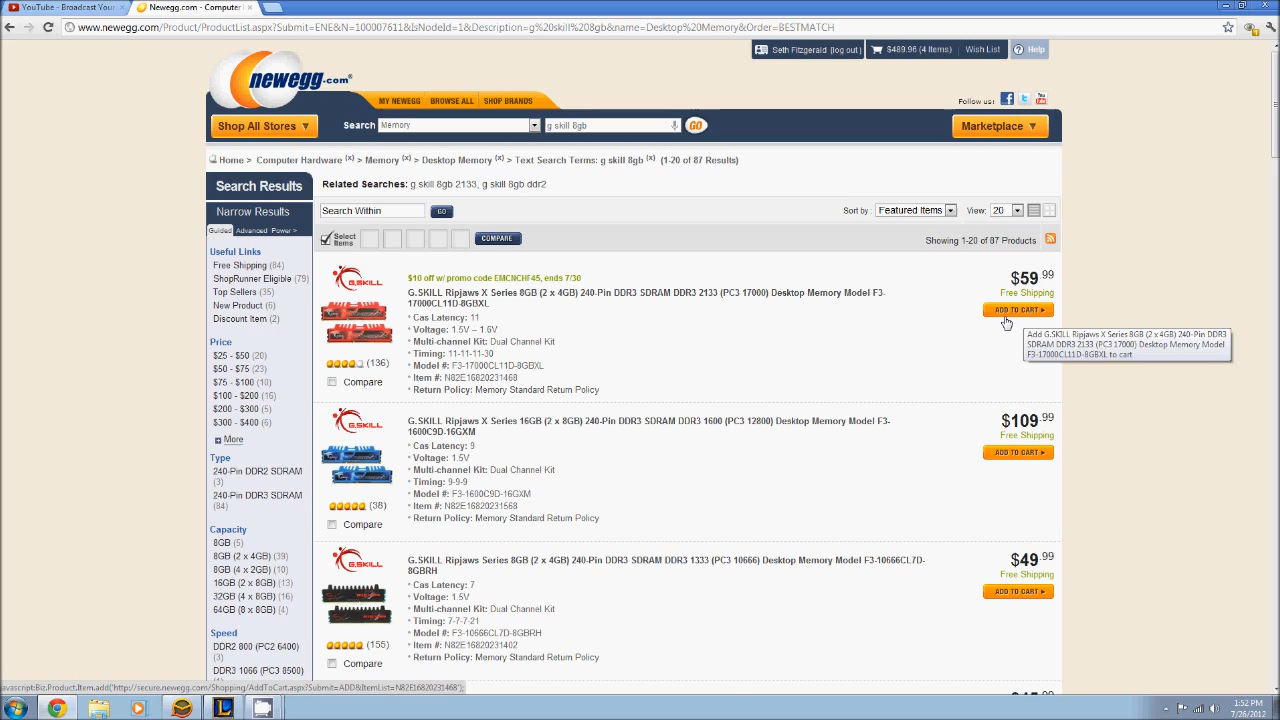 YouTube - Broadcast Your
Newegg.com - Computer
www.newegg.com/Product/ProductList.aspx?Submit=ENE&N=100007611&IsNodeId=1&Description=g%20skill%208gb&name=Desktop%20Memory&Order=BESTMATCH
newegg.com
Seth Fitzgerald (log out)
$489.96 (4 Items)
Wish List
Help
MY NEWEGG
BROWSE ALL
SHOP BRANDS
Follow us:
You Tube
Shop All Stores ▼
Search
Memory
g skill 8gb
GO
Marketplace ▼
Home > Computer Hardware (x) > Memory (x) > Desktop Memory (x) > Text Search Terms: g skill 8gb (x) (1-20 of 87 Results)
Search Results
Narrow Results
Guided
Advanced
Power >
Useful Links
Free Shipping (84)
ShopRunner Eligible (79)
Top Sellers (35)
New Product (6)
Discount Item (2)
Price
$25 - $50 (20)
$50 - $75 (23)
$75 - $100 (10)
$100 - $200 (16)
$200 - $300 (5)
$300 - $400 (6)
More
Type
240-Pin DDR2 SDRAM
(3)
240-Pin DDR3 SDRAM
(84)
Capacity
8GB (5)
8GB (2 x 4GB) (39)
8GB (4 x 2GB) (10)
16GB (2 x 8GB) (13)
32GB (4 x 8GB) (16)
64GB (8 x 8GB) (4)
Speed
DDR2 800 (PC2 6400)
(3)
DDR3 1066 (PC3 8500)
Related Searches: g skill 8gb 2133, g skill 8gb ddr2
Search Within
GO
Sort by :
Featured Items
View:
20
Select Items
COMPARE
Showing 1-20 of 87 Products
G.SKILL
$10 off w/ promo code EMCNCHF45, ends 7/30
G.SKILL Ripjaws X Series 8GB (2 x 4GB) 240-Pin DDR3 SDRAM DDR3 2133 (PC3 17000) Desktop Memory Model F3-
17000CL11D-8GBXL
Cas Latency: 11
Voltage: 1.5V – 1.6V
Multi-channel Kit: Dual Channel Kit
Timing: 11-11-11-30
Model #: F3-17000CL11D-8GBXL
Item #: N82E16820231468
Return Policy: Memory Standard Return Policy
(136)
Compare
$59.99
Free Shipping
ADD TO CART ►
Add G.SKILL Ripjaws X Series 8GB (2 x 4GB) 240-Pin DDR3
SDRAM DDR3 2133 (PC3 17000) Desktop Memory Model
F3-17000CL11D-8GBXL to cart
G.SKILL
G.SKILL Ripjaws X Series 16GB (2 x 8GB) 240-Pin DDR3 SDRAM DDR3 1600 (PC3 12800) Desktop Memory Model F3-
1600C9D-16GXM
Cas Latency: 9
Voltage: 1.5V
Multi-channel Kit: Dual Channel Kit
Timing: 9-9-9
Model #: F3-1600C9D-16GXM
Item #: N82E16820231568
Return Policy: Memory Standard Return Policy
(38)
Compare
$109.99
Free Shipping
ADD TO CART ►
G.SKILL
G.SKILL Ripjaws Series 8GB (2 x 4GB) 240-Pin DDR3 SDRAM DDR3 1333 (PC3 10666) Desktop Memory Model F3-10666CL7D-
8GBRH
Cas Latency: 7
Voltage: 1.5V
Multi-channel Kit: Dual Channel Kit
Timing: 7-7-7-21
Model #: F3-10666CL7D-8GBRH
Item #: N82E16820231402
Return Policy: Memory Standard Return Policy
(155)
Compare
$49.99
Free Shipping
ADD TO CART ►
javascript:Biz.Product.Item.add('http://secure.newegg.com/Shopping/AddToCart.aspx?Submit=ADD&ItemList=N82E16820231468');
1:52 PM
7/26/2012